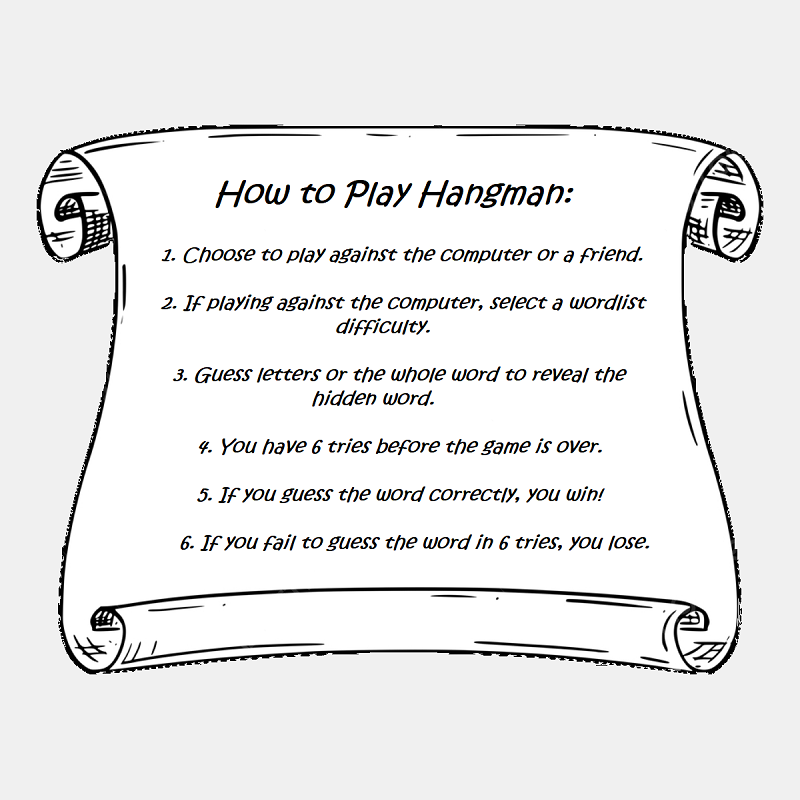 How to Play Hangman:
1. Choose to play against the computer or a friend.
2. If playing against the computer, select a wordlist
difficulty.
3. Guess letters or the whole word to reveal the
hidden word.
4. You have 6 tries before the game is over.
5. If you guess the word correctly, you win!
6. If you fail to guess the word in 6 tries, you lose.